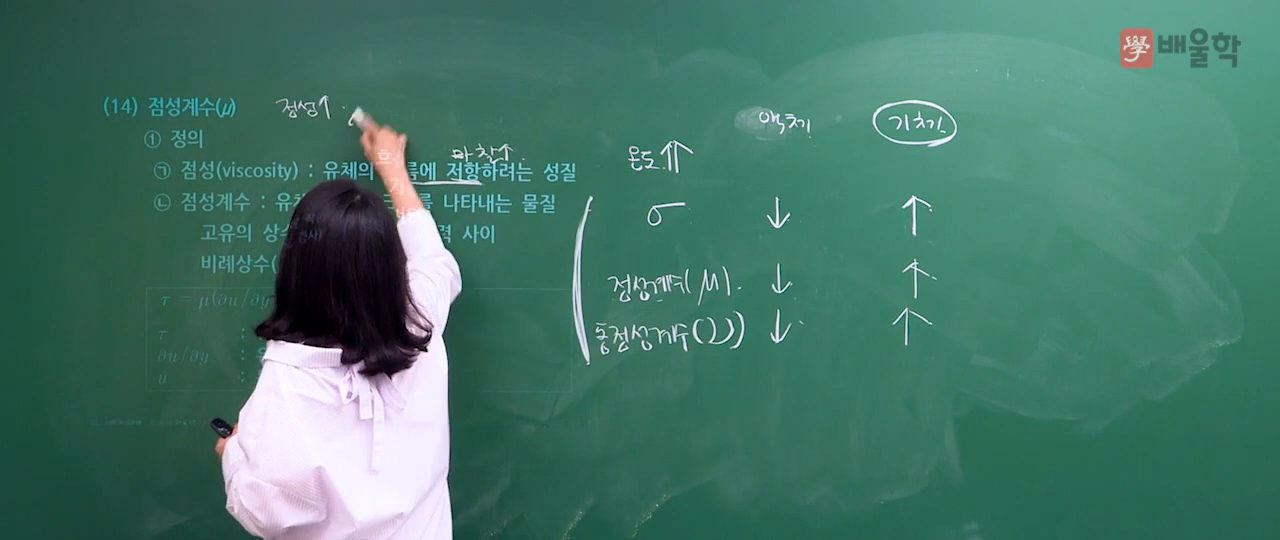 學 배울학
(14) 점성계수(μ) 점성↑
① 정의
마찰↑
㉠ 점성(viscosity) : 유체의 흐름에 저항하려는 성질
㉡ 점성계수 : 유체 를 나타내는 물질
고유의 상수 력 사이
비례상수(
τ = μ(∂u/∂y
τ :
∂u/∂y :
u :
액체 기체
온도↑↑
σ ↓ ↑
점성계수(μ) ↓ ↑
동점성계수(ν) ↓ ↑